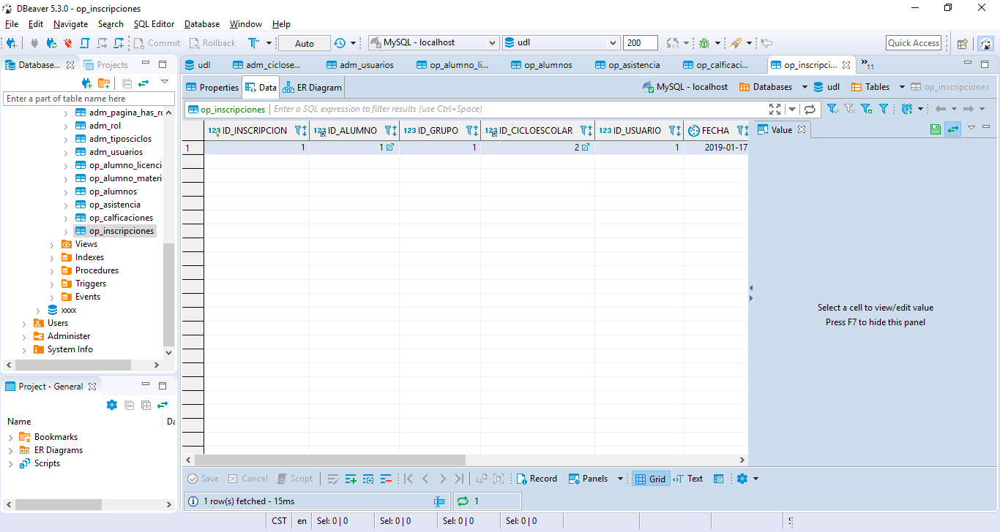 DBeaver 5.3.0 - op_inscripciones
File Edit Navigate Search SQL Editor Database Window Help
Commit Rollback Auto MySQL - localhost udl 200 Quick Access
Database... Projects
Enter a part of table name here
adm_pagina_has_ro
adm_rol
adm_tiposciclos
adm_usuarios
op_alumno_licenci
op_alumno_materi
op_alumnos
op_asistencia
op_calficaciones
op_inscripciones
Views
Indexes
Procedures
Triggers
Events
xxxx
Users
Administer
System Info
Project - General
Name Da
Bookmarks
ER Diagrams
Scripts
udl adm_ciclose... adm_usuarios op_alumno_li... op_alumnos op_asistencia op_calficaci... op_inscripci... »11
Properties Data ER Diagram MySQL - localhost Databases udl Tables op_inscripciones
op_inscripciones Enter a SQL expression to filter results (use Ctrl+Space)
123 ID_INSCRIPCION 123 ID_ALUMNO 123 ID_GRUPO 123 ID_CICLOESCOLAR 123 ID_USUARIO FECHA
1 1 1 1 2 1 2019-01-17
Value
Select a cell to view/edit value
Press F7 to hide this panel
Save Cancel Script Record Panels Grid Text
1 row(s) fetched - 15ms 1
CST en Sel: 0 | 0 Sel: 0 | 0 Sel: 0 | 0 Sel: 0 | 0